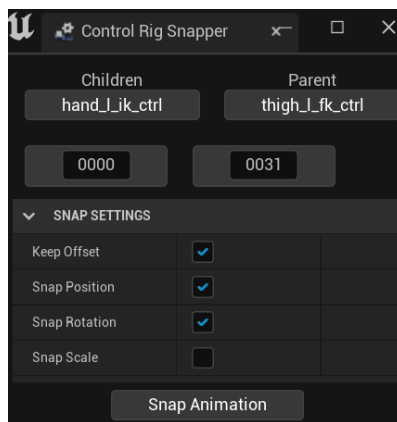 Control Rig Snapper
Children Parent
hand_l_ik_ctrl thigh_l_fk_ctrl
0000 0031
SNAP SETTINGS
Keep Offset
Snap Position
Snap Rotation
Snap Scale
Snap Animation